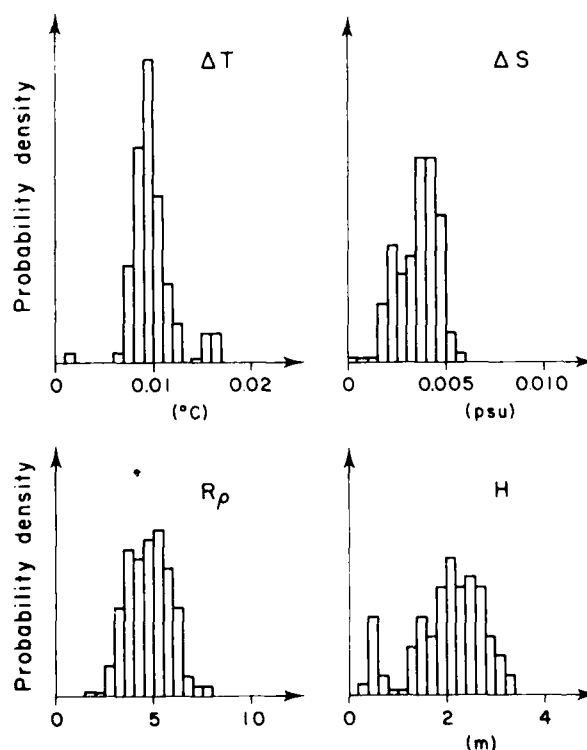 Probability density
ΔT
0 0.01 0.02
(°C)
ΔS
0 0.005 0.010
(psu)
Probability density
Rρ
0 5 10
H
0 2 4
(m)